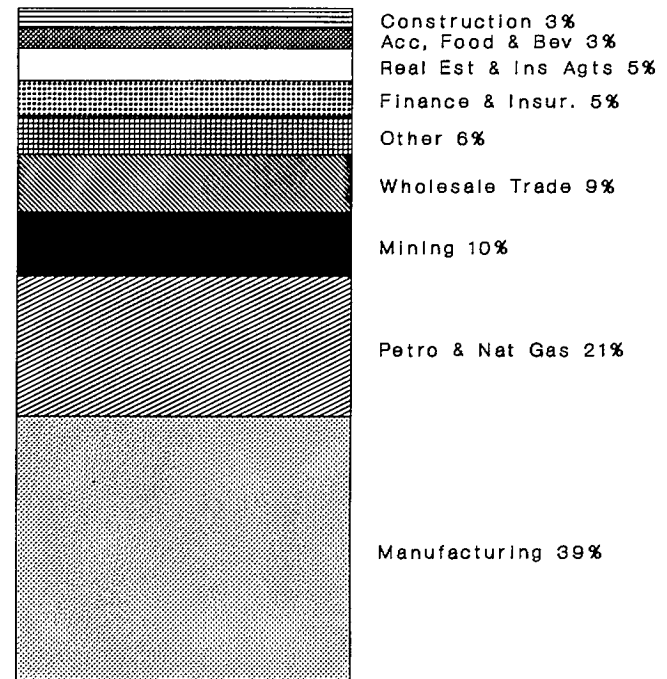 Construction 3%
Acc, Food & Bev 3%
Real Est & Ins Agts 5%
Finance & Insur. 5%
Other 6%
Wholesale Trade 9%
Mining 10%
Petro & Nat Gas 21%
Manufacturing 39%